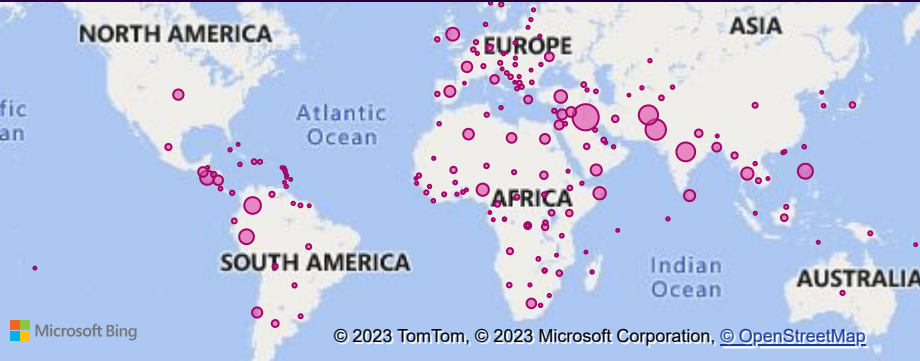 NORTH AMERICA
ASIA
EUROPE
fic
an
Atlantic
Ocean
AFRICA
SOUTH AMERICA
Indian
Ocean
AUSTRALIA
Microsoft Bing
© 2023 TomTom, © 2023 Microsoft Corporation, © OpenStreetMap